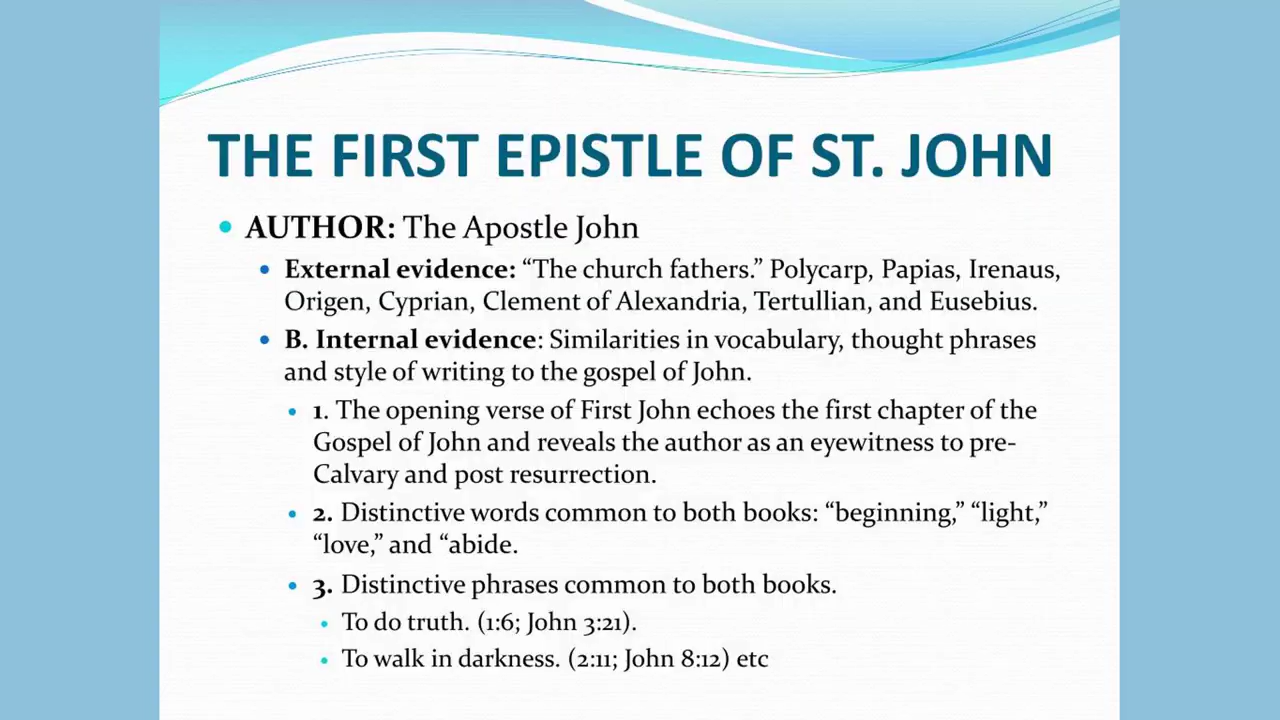 THE FIRST EPISTLE OF ST. JOHN
• AUTHOR: The Apostle John
• External evidence: “The church fathers.” Polycarp, Papias, Irenaus,
Origen, Cyprian, Clement of Alexandria, Tertullian, and Eusebius.
• B. Internal evidence: Similarities in vocabulary, thought phrases
and style of writing to the gospel of John.
• 1. The opening verse of First John echoes the first chapter of the
Gospel of John and reveals the author as an eyewitness to pre-
Calvary and post resurrection.
• 2. Distinctive words common to both books: “beginning,” “light,”
“love,” and “abide.
• 3. Distinctive phrases common to both books.
• To do truth. (1:6; John 3:21).
• To walk in darkness. (2:11; John 8:12) etc